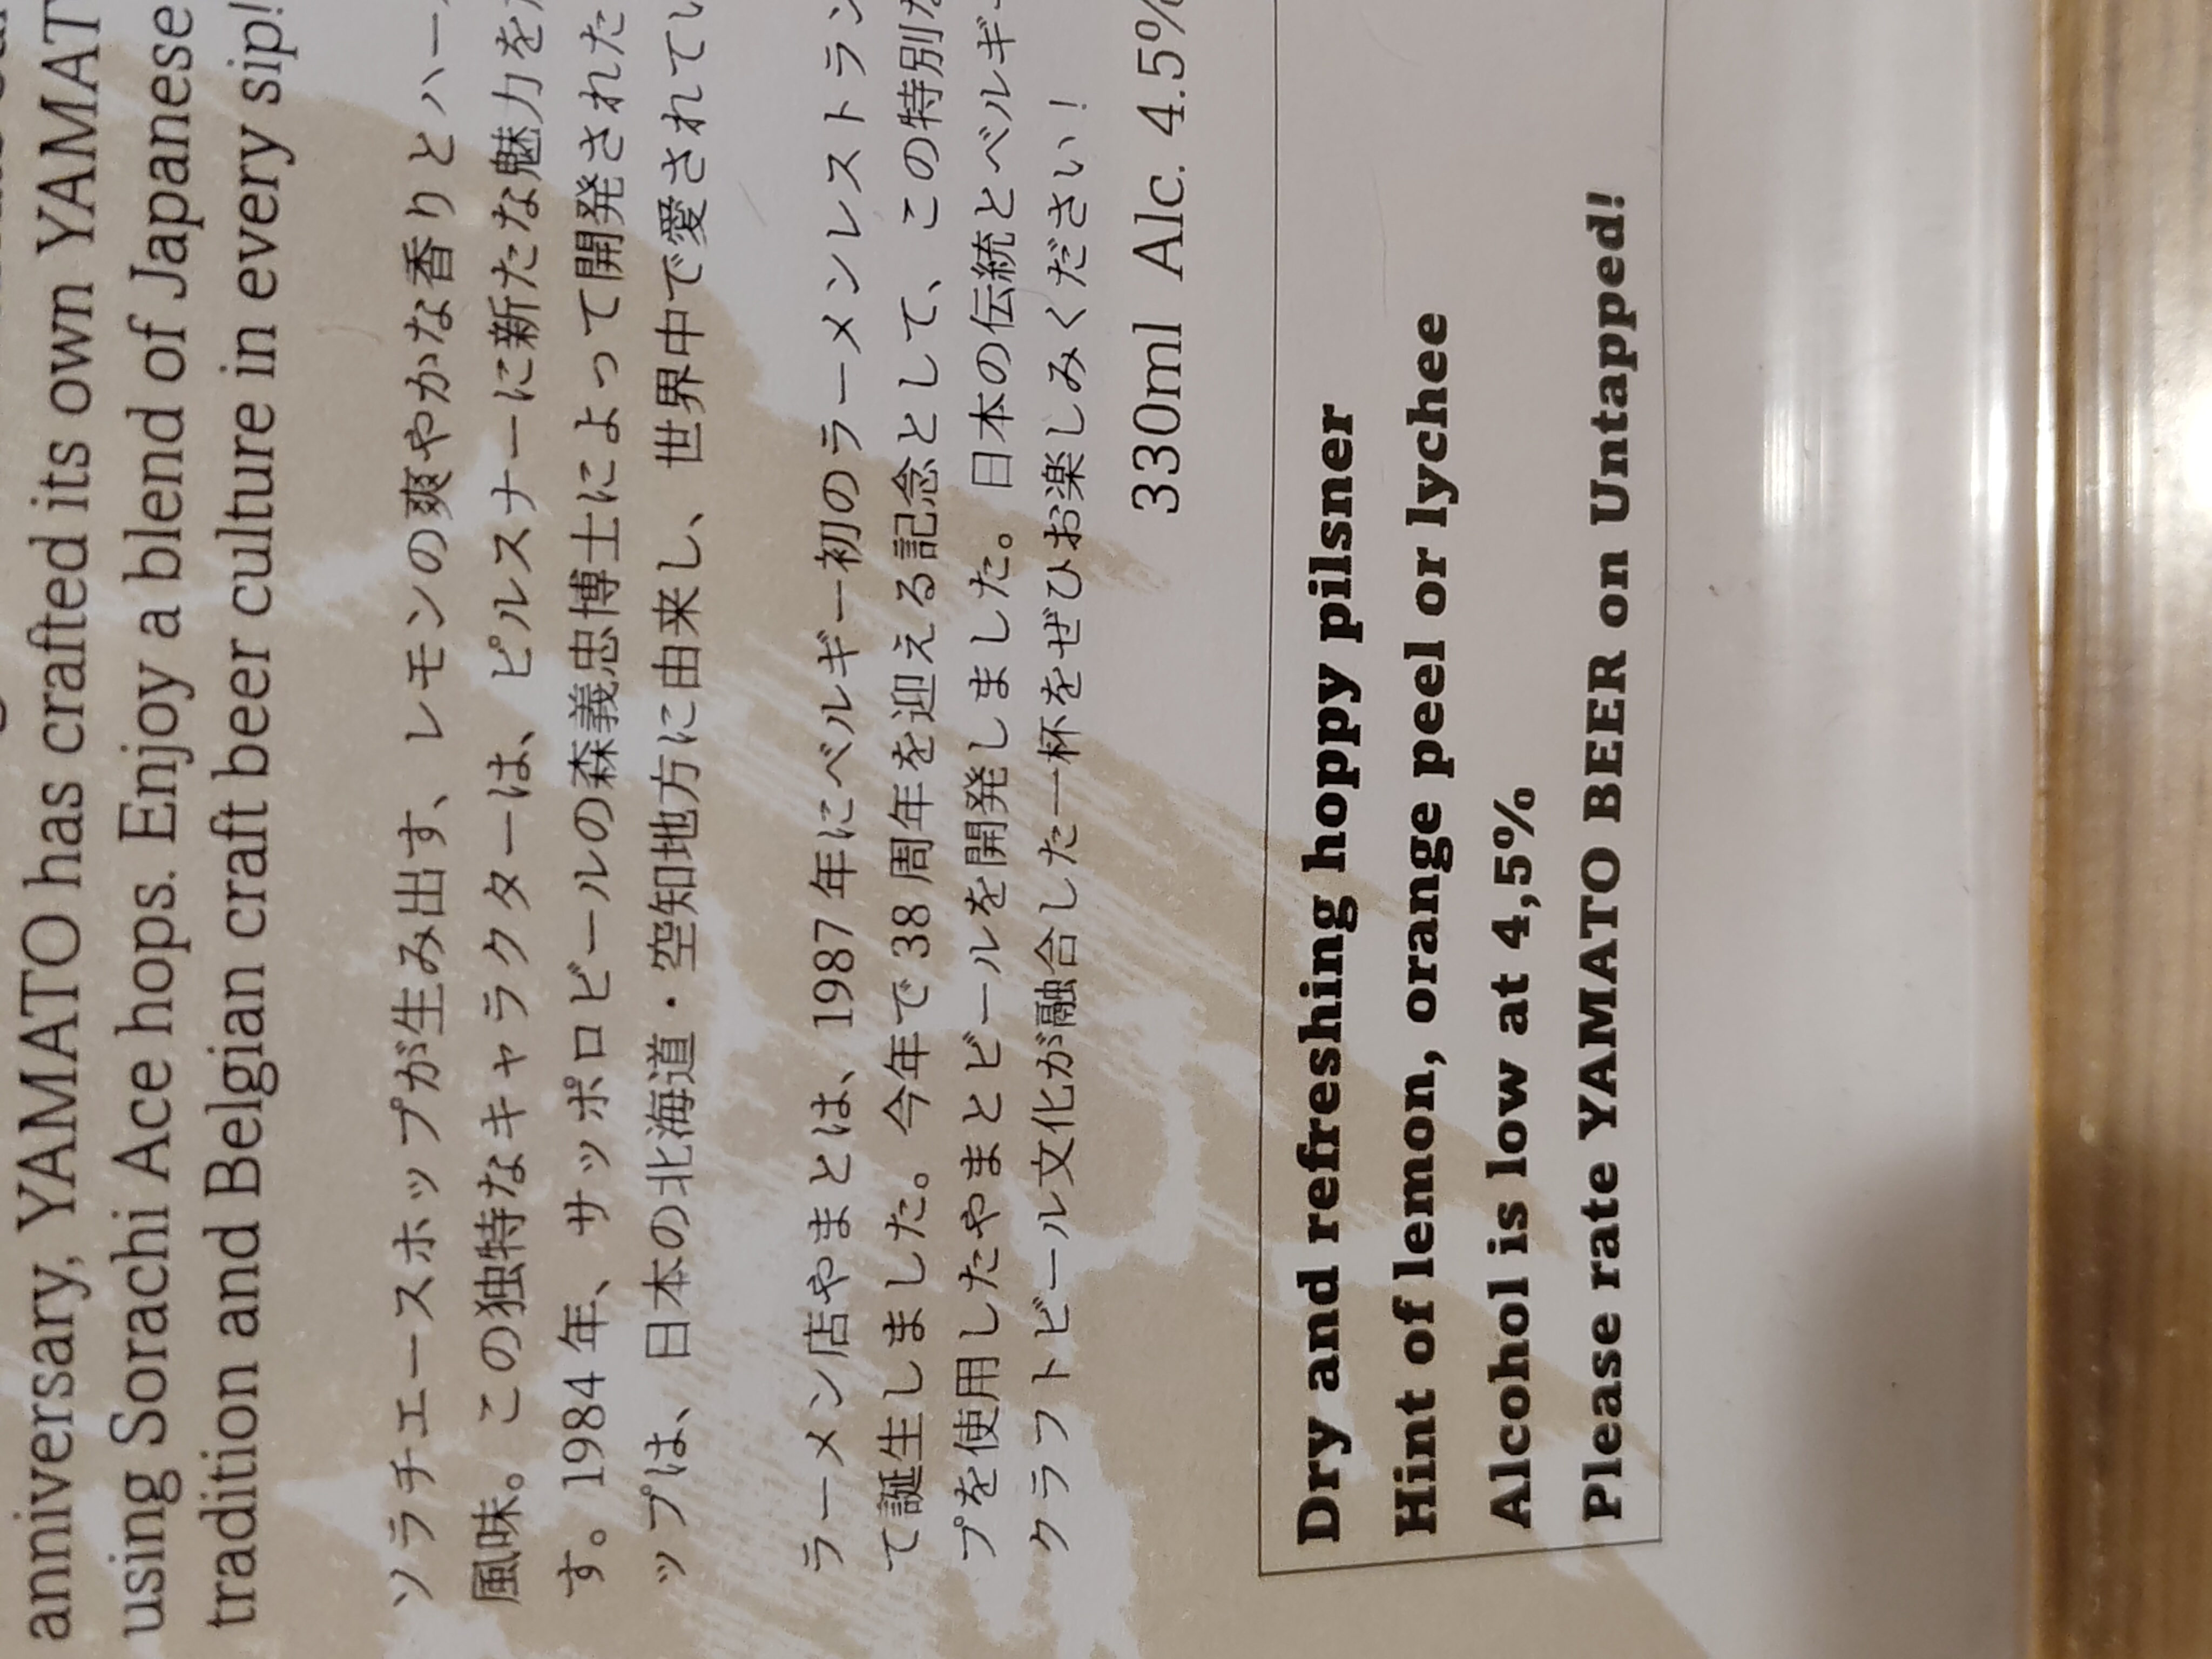 anniversary, YAMATO has crafted its own
using Sorachi Ace hops. Enjoy a blend of Japanese
tradition and Belgian craft beer culture in every sip!
ソラチエースホップが生み出す、レモンの爽やかな香りとハー
風味。この独特なキャラクターは、ピルスナーに新たな魅力を
す。1984年、サッポロビールの森義忠博士によって開発された
ップは、日本の北海道・空知地方に由来し、世界中で愛されてい
ラーメン店やまとは、1987年にベルギー初のラーメンレストラン
て誕生しました。今年で38周年を迎える記念として、この特別な
プを使用したやまとビールを開発しました。日本の伝統とベルギー
クラフトビール文化が融合した一杯をぜひお楽しみください!
330ml Alc. 4.5%
Dry and refreshing hoppy pilsner
Hint of lemon, orange peel or lychee
Alcohol is low at 4,5%
Please rate YAMATO BEER on Untapped!